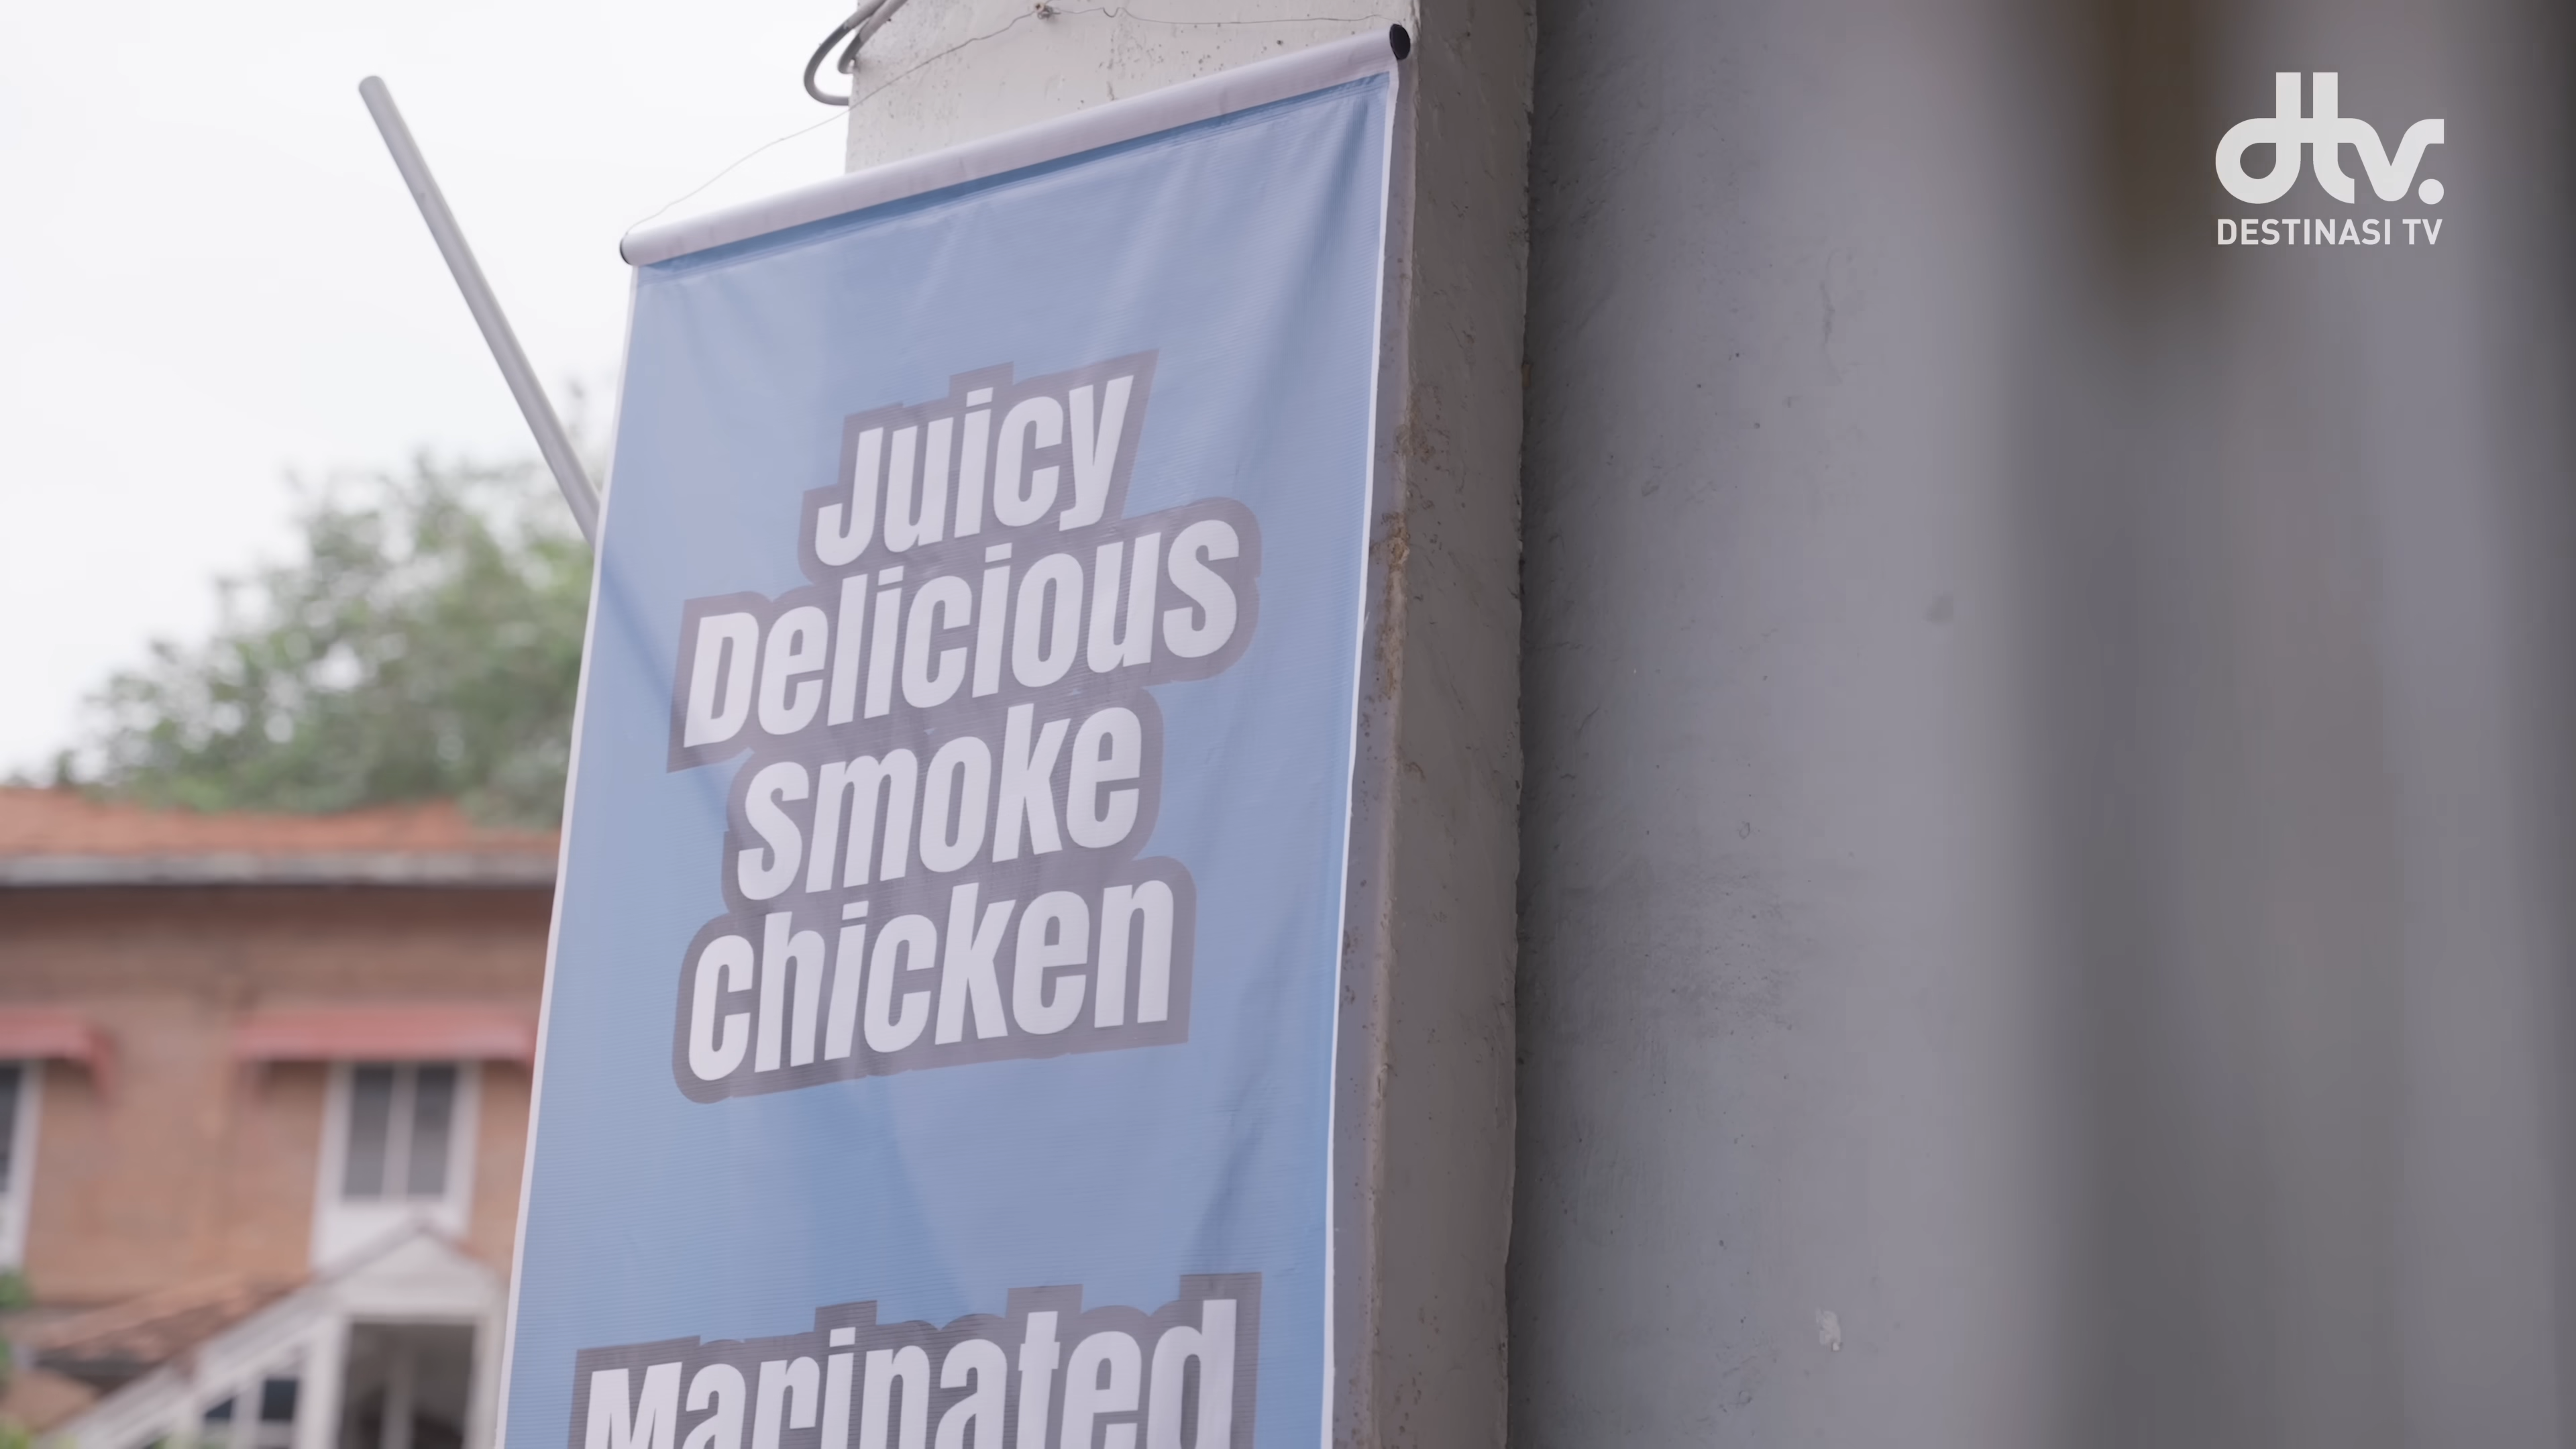 Juicy
Delicious
smoke
chicken
Marinated
dtv.
DESTINASI TV